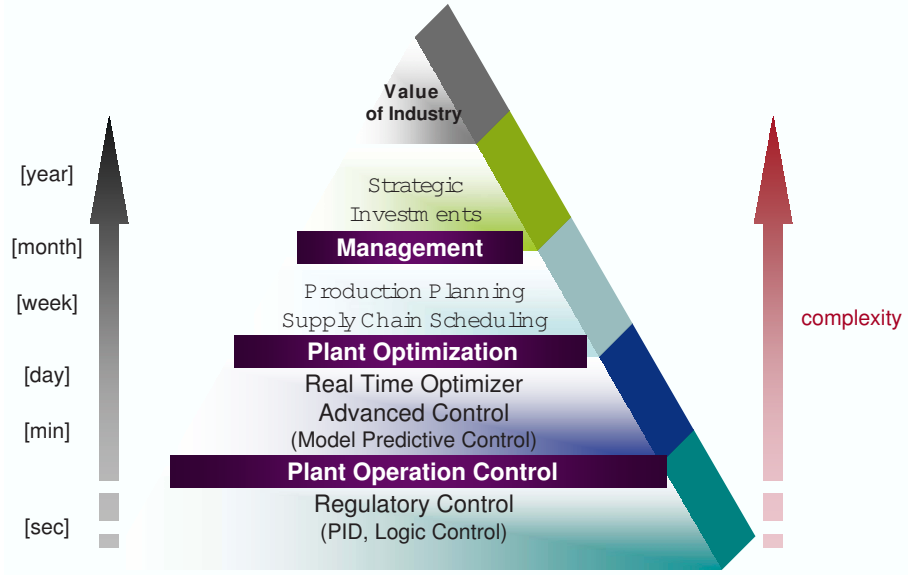 Value
of Industry
[year]
Strategic
Investments
[month]
Management
[week]
Production Planning
Supply Chain Scheduling
complexity
Plant Optimization
[day]
Real Time Optimizer
Advanced Control
[min]
(Model Predictive Control)
Plant Operation Control
Regulatory Control
[sec]
(PID, Logic Control)